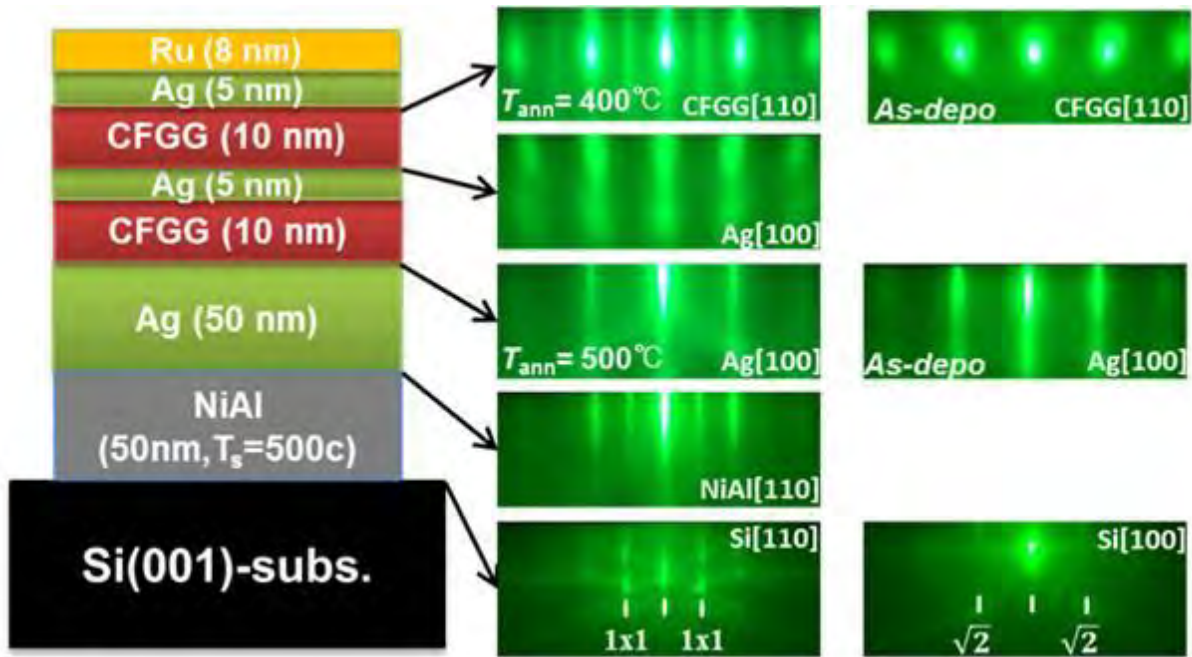 Ru (8 nm)
Ag (5 nm)
CFGG (10 nm)
Ag (5 nm)
CFGG (10 nm)
Ag (50 nm)
NiAl
(50nm,Ts=500c)
Si(001)-subs.
Tann= 400℃
CFGG[110]
As-depo
CFGG[110]
Ag[100]
Tann= 500℃
Ag[100]
As-depo
Ag[100]
NiAl[110]
Si[110]
1x1
1x1
Si[100]
√2
√2